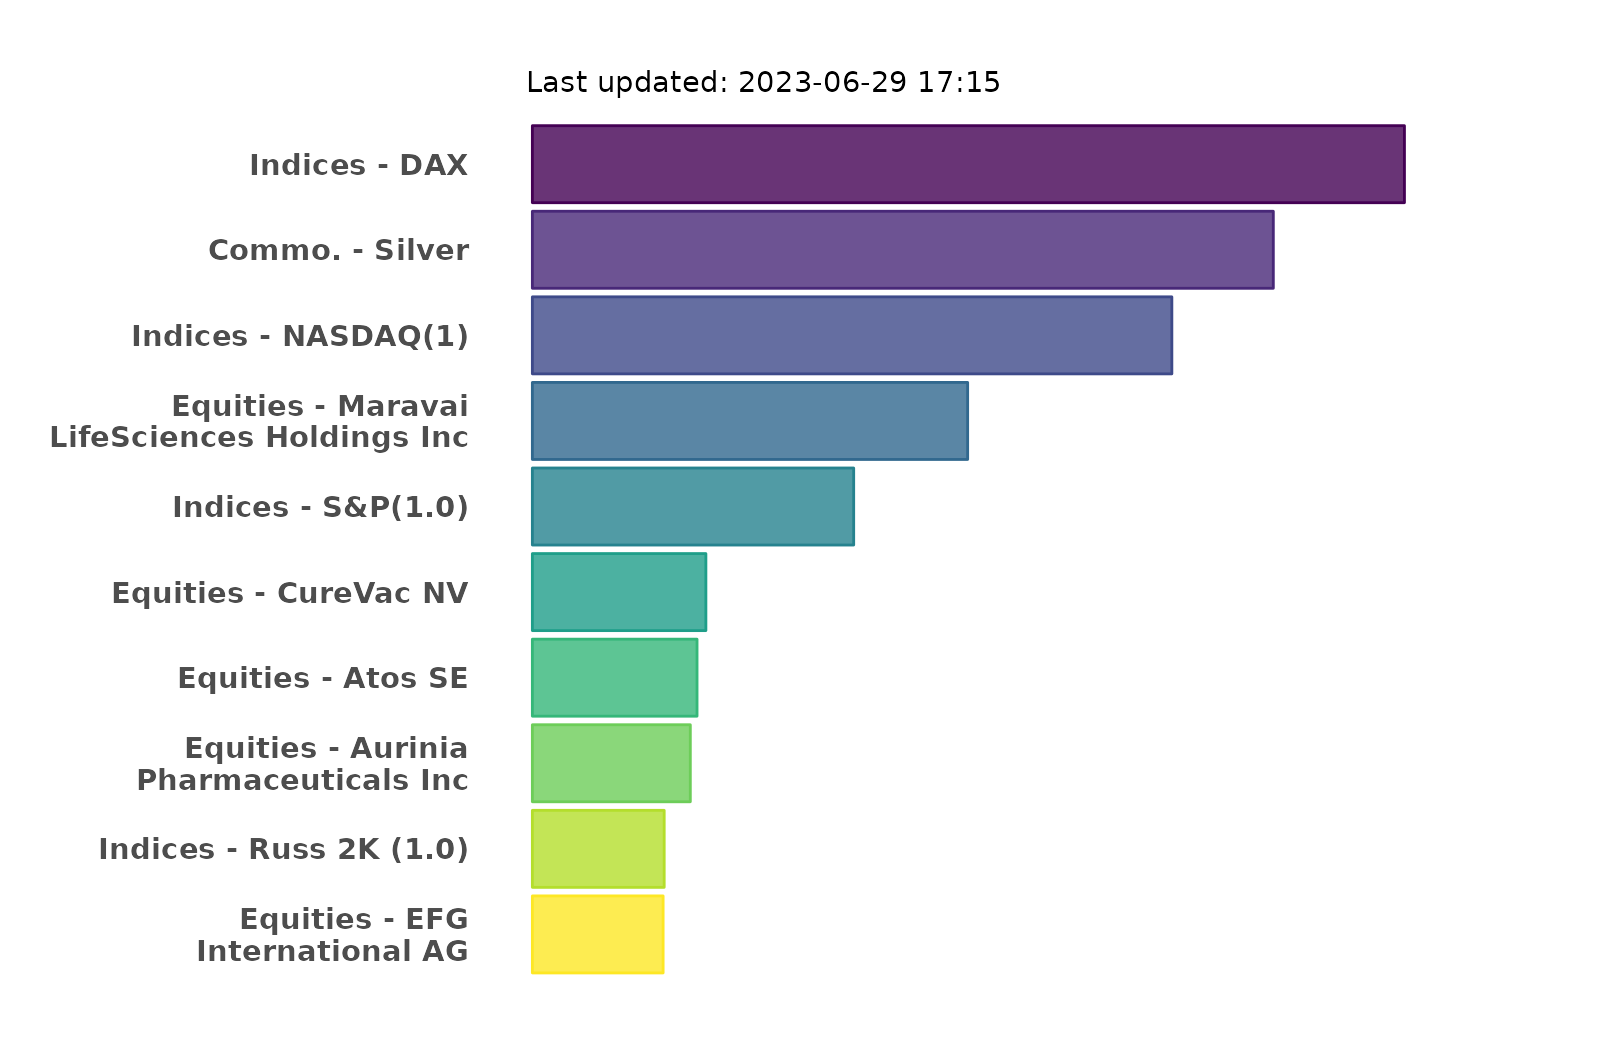 Last updated: 2023-06-29 17:15
Indices - DAX
Commo. - Silver
Indices - NASDAQ(1)
Equities - Maravai
LifeSciences Holdings Inc
Indices - S&P(1.0)
Equities - CureVac NV
Equities - Atos SE
Equities - Aurinia
Pharmaceuticals Inc
Indices - Russ 2K (1.0)
Equities - EFG
International AG